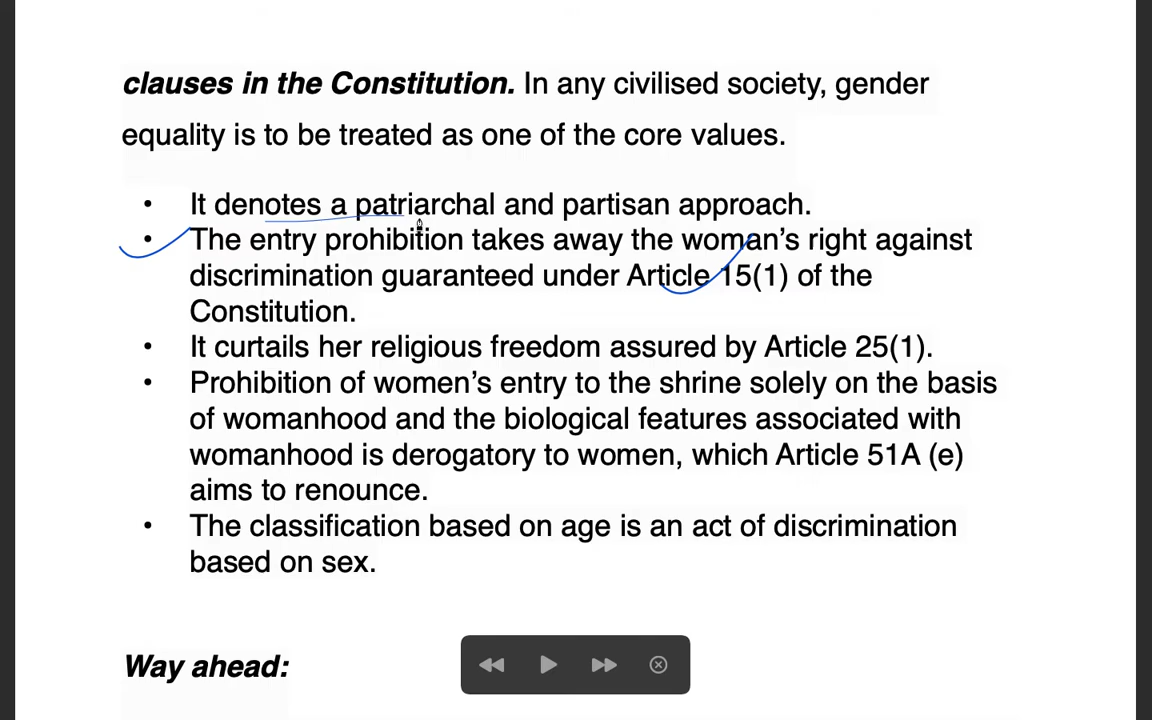 clauses in the Constitution. In any civilised society, gender
equality is to be treated as one of the core values.
• It denotes a patriarchal and partisan approach.
• The entry prohibition takes away the woman’s right against
discrimination guaranteed under Article 15(1) of the
Constitution.
• It curtails her religious freedom assured by Article 25(1).
• Prohibition of women’s entry to the shrine solely on the basis
of womanhood and the biological features associated with
womanhood is derogatory to women, which Article 51A (e)
aims to renounce.
• The classification based on age is an act of discrimination
based on sex.
Way ahead: